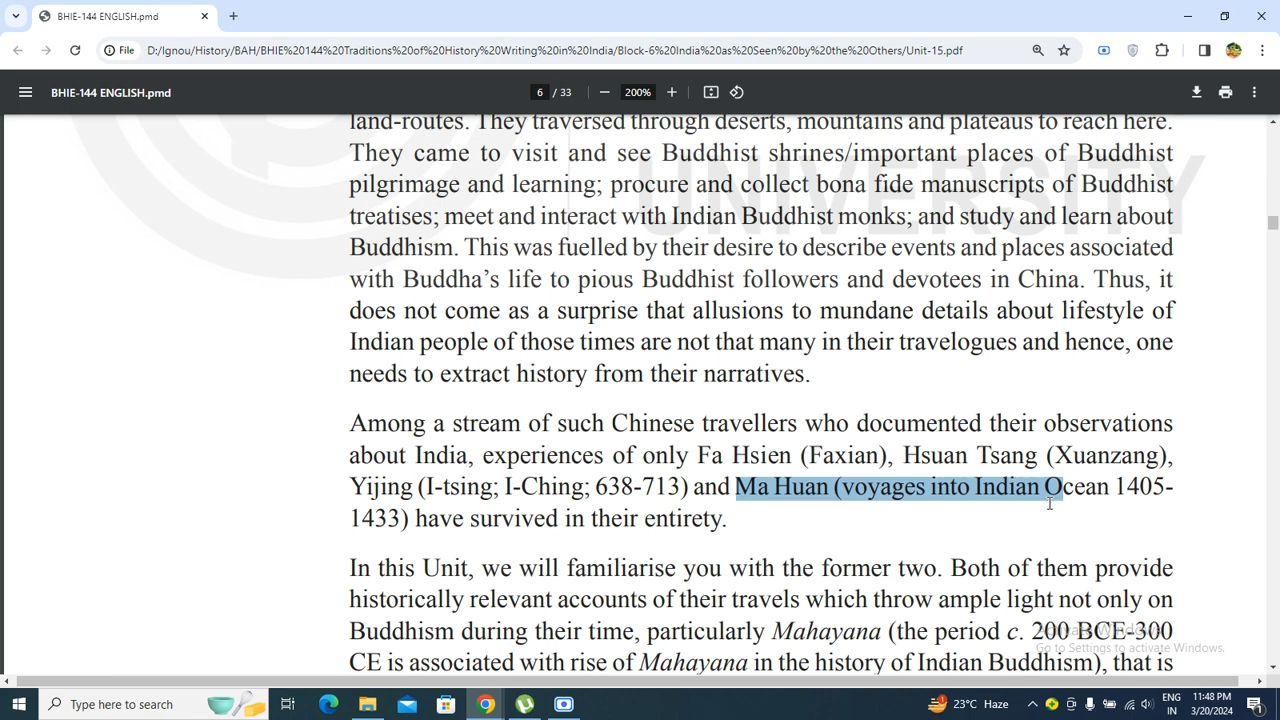 BHIE-144 ENGLISH.pmd
File D:/Ignou/History/BAH/BHIE%20144%20Traditions%20of%20History%20Writing%20in%20India/Block-6%20India%20as%20Seen%20by%20the%20Others/Unit-15.pdf
BHIE-144 ENGLISH.pmd 6 / 33 200%
land-routes. They traversed through deserts, mountains and plateaus to reach here.
They came to visit and see Buddhist shrines/important places of Buddhist
pilgrimage and learning; procure and collect bona fide manuscripts of Buddhist
treatises; meet and interact with Indian Buddhist monks; and study and learn about
Buddhism. This was fuelled by their desire to describe events and places associated
with Buddha's life to pious Buddhist followers and devotees in China. Thus, it
does not come as a surprise that allusions to mundane details about lifestyle of
Indian people of those times are not that many in their travelogues and hence, one
needs to extract history from their narratives.
Among a stream of such Chinese travellers who documented their observations
about India, experiences of only Fa Hsien (Faxian), Hsuan Tsang (Xuanzang),
Yijing (I-tsing; I-Ching; 638-713) and Ma Huan (voyages into Indian Ocean 1405-
1433) have survived in their entirety.
In this Unit, we will familiarise you with the former two. Both of them provide
historically relevant accounts of their travels which throw ample light not only on
Buddhism during their time, particularly Mahayana (the period c. 200 BCE-300
CE is associated with rise of Mahayana in the history of Indian Buddhism), that is
UNIVERSITY
Activate Windows
Go to Settings to activate Windows.
Type here to search
23°C Haze
ENG
IN
11:48 PM
3/20/2024